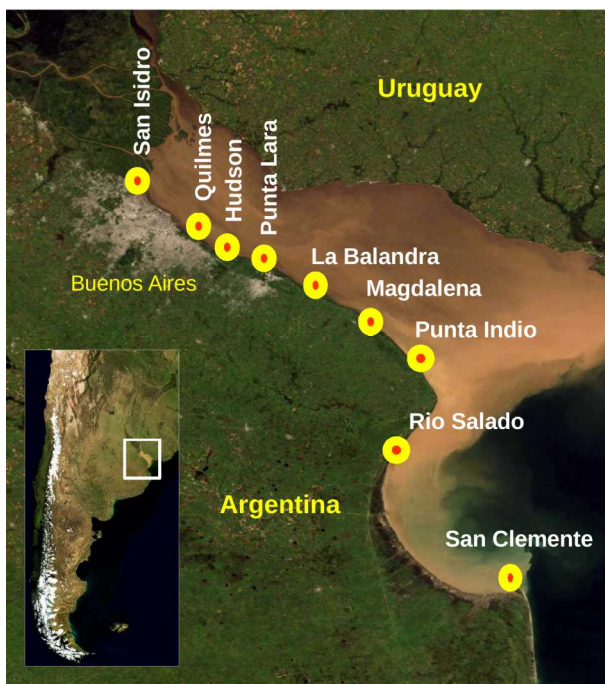 Uruguay
San Isidro
Quilmes
Hudson
Punta Lara
La Balandra
Buenos Aires
Magdalena
Punta Indio
Rio Salado
Argentina
San Clemente